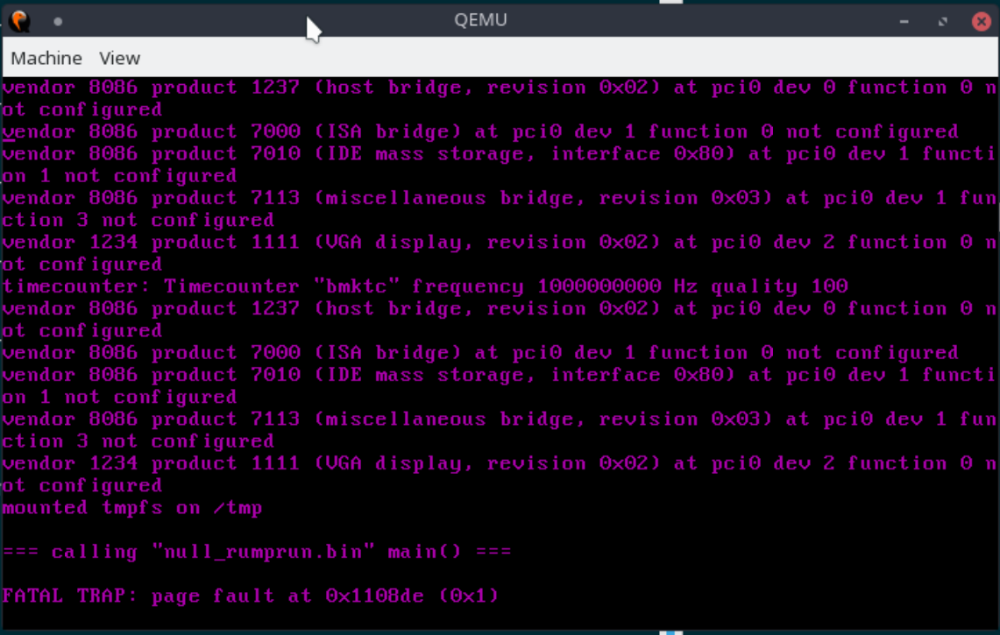 QEMU
Machine View
vendor 8086 product 1237 (host bridge, revision 0x02) at pci0 dev 0 function 0 n
ot configured
vendor 8086 product 7000 (ISA bridge) at pci0 dev 1 function 0 not configured
vendor 8086 product 7010 (IDE mass storage, interface 0x80) at pci0 dev 1 functi
on 1 not configured
vendor 8086 product 7113 (miscellaneous bridge, revision 0x03) at pci0 dev 1 fun
ction 3 not configured
vendor 1234 product 1111 (VGA display, revision 0x02) at pci0 dev 2 function 0 n
ot configured
timecounter: Timecounter "bmktc" frequency 1000000000 Hz quality 100
vendor 8086 product 1237 (host bridge, revision 0x02) at pci0 dev 0 function 0 n
ot configured
vendor 8086 product 7000 (ISA bridge) at pci0 dev 1 function 0 not configured
vendor 8086 product 7010 (IDE mass storage, interface 0x80) at pci0 dev 1 functi
on 1 not configured
vendor 8086 product 7113 (miscellaneous bridge, revision 0x03) at pci0 dev 1 fun
ction 3 not configured
vendor 1234 product 1111 (VGA display, revision 0x02) at pci0 dev 2 function 0 n
ot configured
mounted tmpfs on /tmp
=== calling "null_rumprun.bin" main() ===
FATAL TRAP: page fault at 0x1108de (0x1)